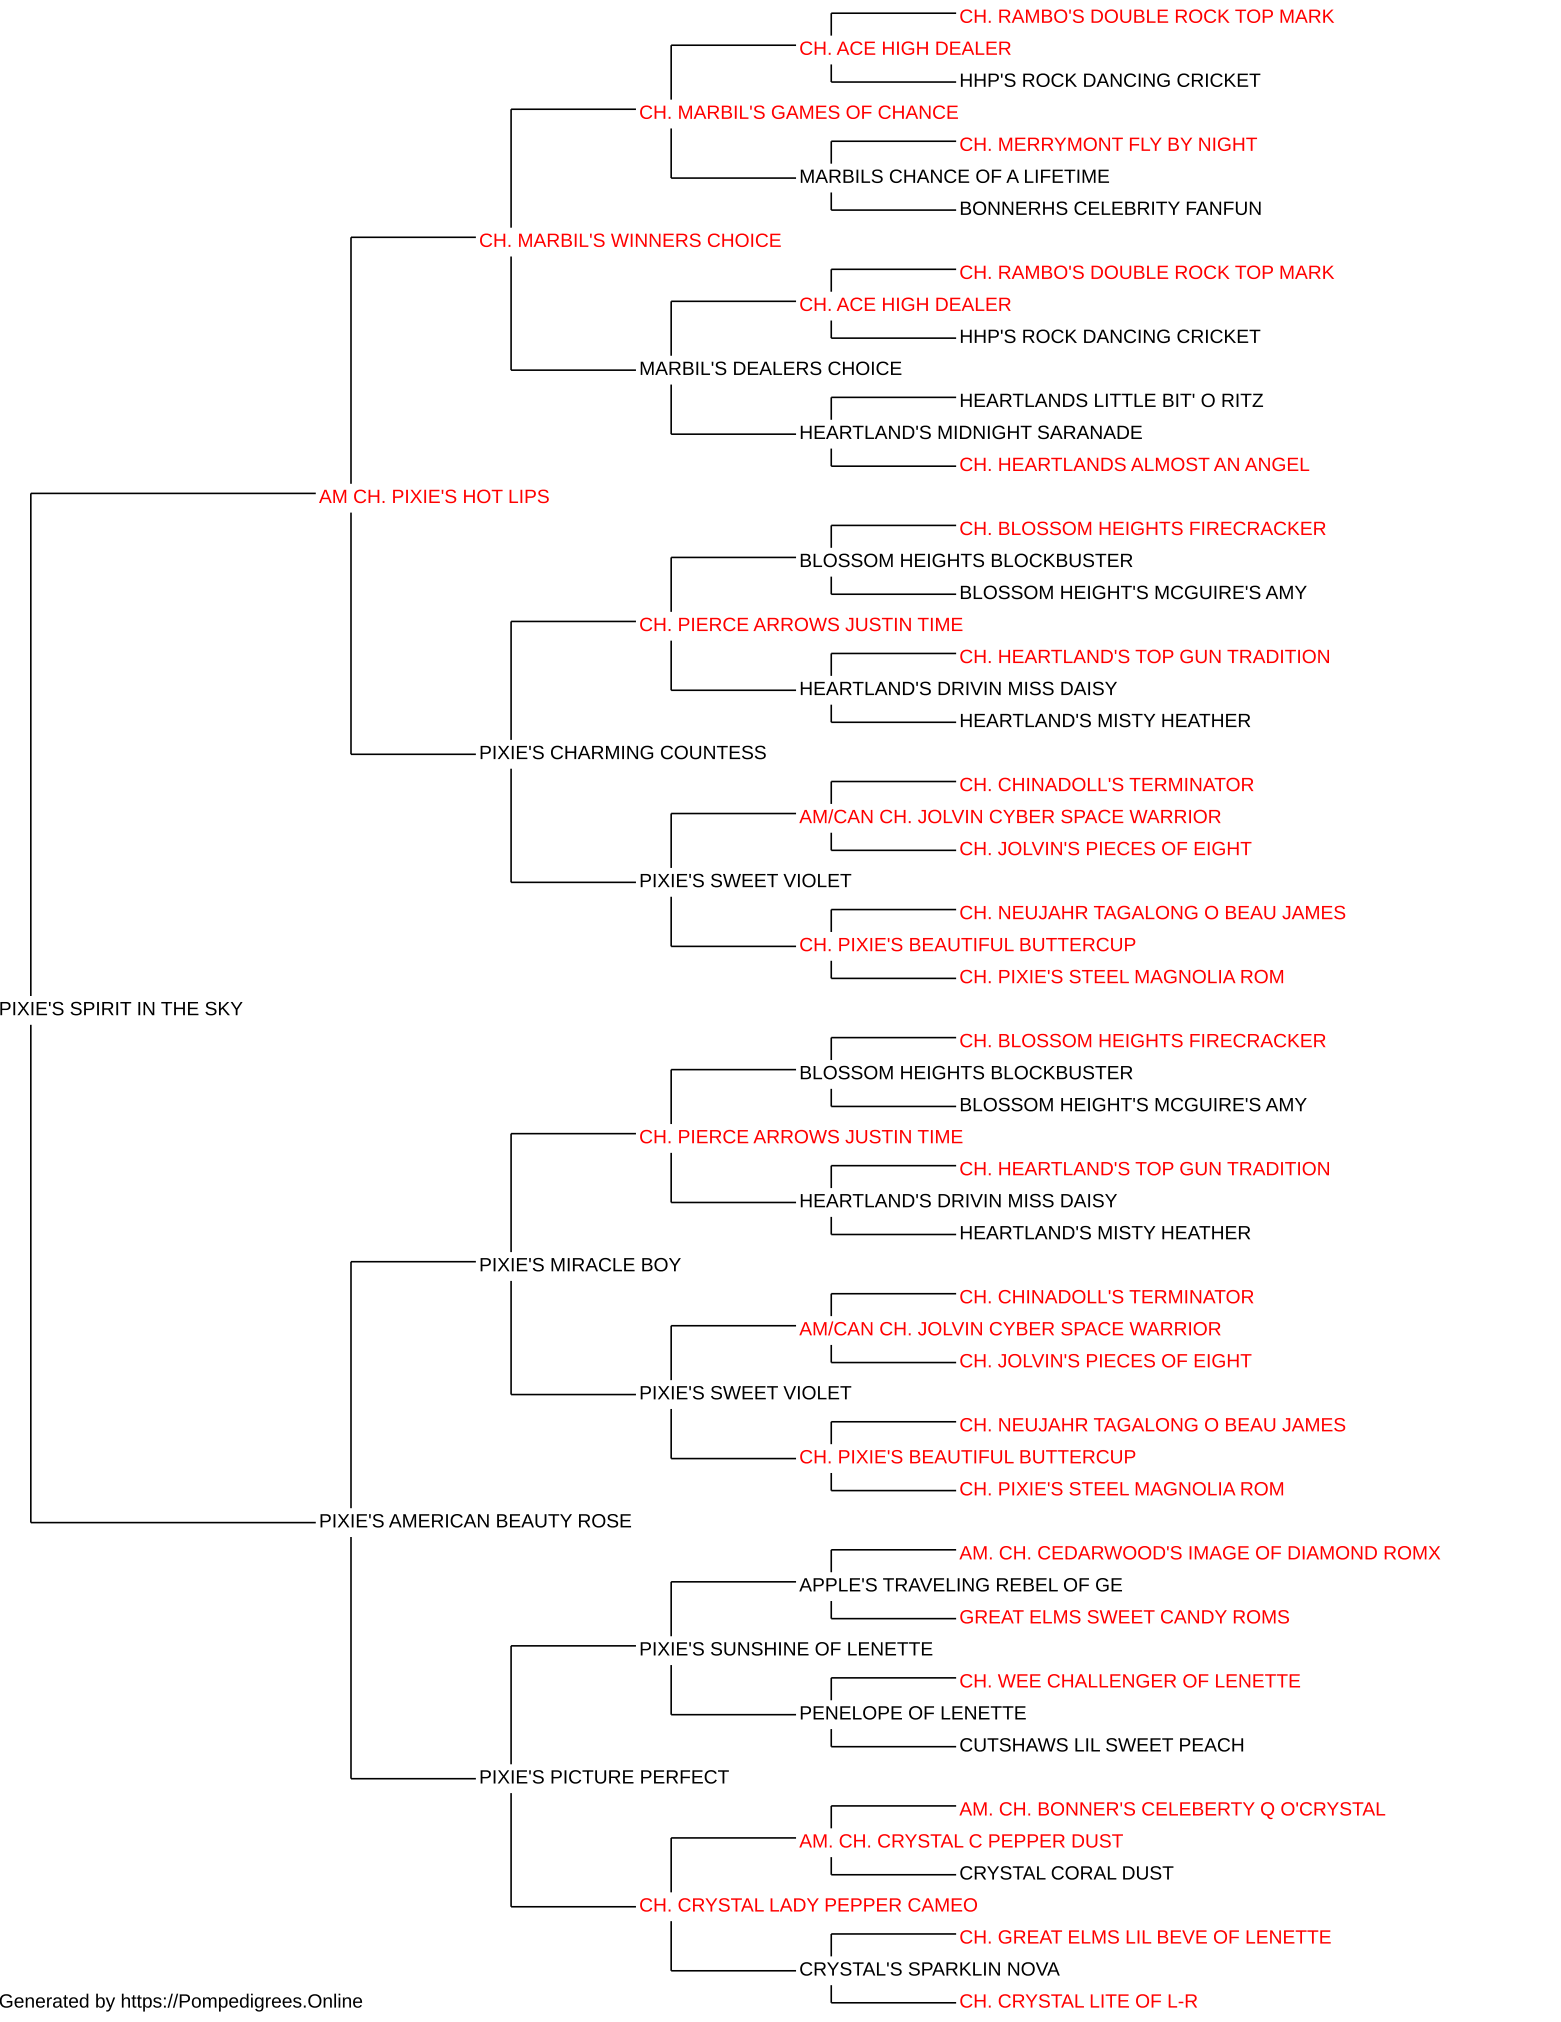 CH. RAMBO'S DOUBLE ROCK TOP MARK
CH. ACE HIGH DEALER
HHP'S ROCK DANCING CRICKET
CH. MARBIL'S GAMES OF CHANCE
CH. MERRYMONT FLY BY NIGHT
MARBILS CHANCE OF A LIFETIME
BONNERHS CELEBRITY FANFUN
CH. MARBIL'S WINNERS CHOICE
CH. RAMBO'S DOUBLE ROCK TOP MARK
CH. ACE HIGH DEALER
HHP'S ROCK DANCING CRICKET
MARBIL'S DEALERS CHOICE
HEARTLANDS LITTLE BIT' O RITZ
HEARTLAND'S MIDNIGHT SARANADE
CH. HEARTLANDS ALMOST AN ANGEL
AM CH. PIXIE'S HOT LIPS
CH. BLOSSOM HEIGHTS FIRECRACKER
BLOSSOM HEIGHTS BLOCKBUSTER
BLOSSOM HEIGHT'S MCGUIRE'S AMY
CH. PIERCE ARROWS JUSTIN TIME
CH. HEARTLAND'S TOP GUN TRADITION
HEARTLAND'S DRIVIN MISS DAISY
HEARTLAND'S MISTY HEATHER
PIXIE'S CHARMING COUNTESS
CH. CHINADOLL'S TERMINATOR
AM/CAN CH. JOLVIN CYBER SPACE WARRIOR
CH. JOLVIN'S PIECES OF EIGHT
PIXIE'S SWEET VIOLET
CH. NEUJAHR TAGALONG O BEAU JAMES
CH. PIXIE'S BEAUTIFUL BUTTERCUP
CH. PIXIE'S STEEL MAGNOLIA ROM
PIXIE'S SPIRIT IN THE SKY
CH. BLOSSOM HEIGHTS FIRECRACKER
BLOSSOM HEIGHTS BLOCKBUSTER
BLOSSOM HEIGHT'S MCGUIRE'S AMY
CH. PIERCE ARROWS JUSTIN TIME
CH. HEARTLAND'S TOP GUN TRADITION
HEARTLAND'S DRIVIN MISS DAISY
HEARTLAND'S MISTY HEATHER
PIXIE'S MIRACLE BOY
CH. CHINADOLL'S TERMINATOR
AM/CAN CH. JOLVIN CYBER SPACE WARRIOR
CH. JOLVIN'S PIECES OF EIGHT
PIXIE'S SWEET VIOLET
CH. NEUJAHR TAGALONG O BEAU JAMES
CH. PIXIE'S BEAUTIFUL BUTTERCUP
CH. PIXIE'S STEEL MAGNOLIA ROM
PIXIE'S AMERICAN BEAUTY ROSE
AM. CH. CEDARWOOD'S IMAGE OF DIAMOND ROMX
APPLE'S TRAVELING REBEL OF GE
GREAT ELMS SWEET CANDY ROMS
PIXIE'S SUNSHINE OF LENETTE
CH. WEE CHALLENGER OF LENETTE
PENELOPE OF LENETTE
CUTSHAWS LIL SWEET PEACH
PIXIE'S PICTURE PERFECT
AM. CH. BONNER'S CELEBERTY Q O'CRYSTAL
AM. CH. CRYSTAL C PEPPER DUST
CRYSTAL CORAL DUST
CH. CRYSTAL LADY PEPPER CAMEO
CH. GREAT ELMS LIL BEVE OF LENETTE
CRYSTAL'S SPARKLIN NOVA
CH. CRYSTAL LITE OF L-R
Generated by https://Pompedigrees.Online